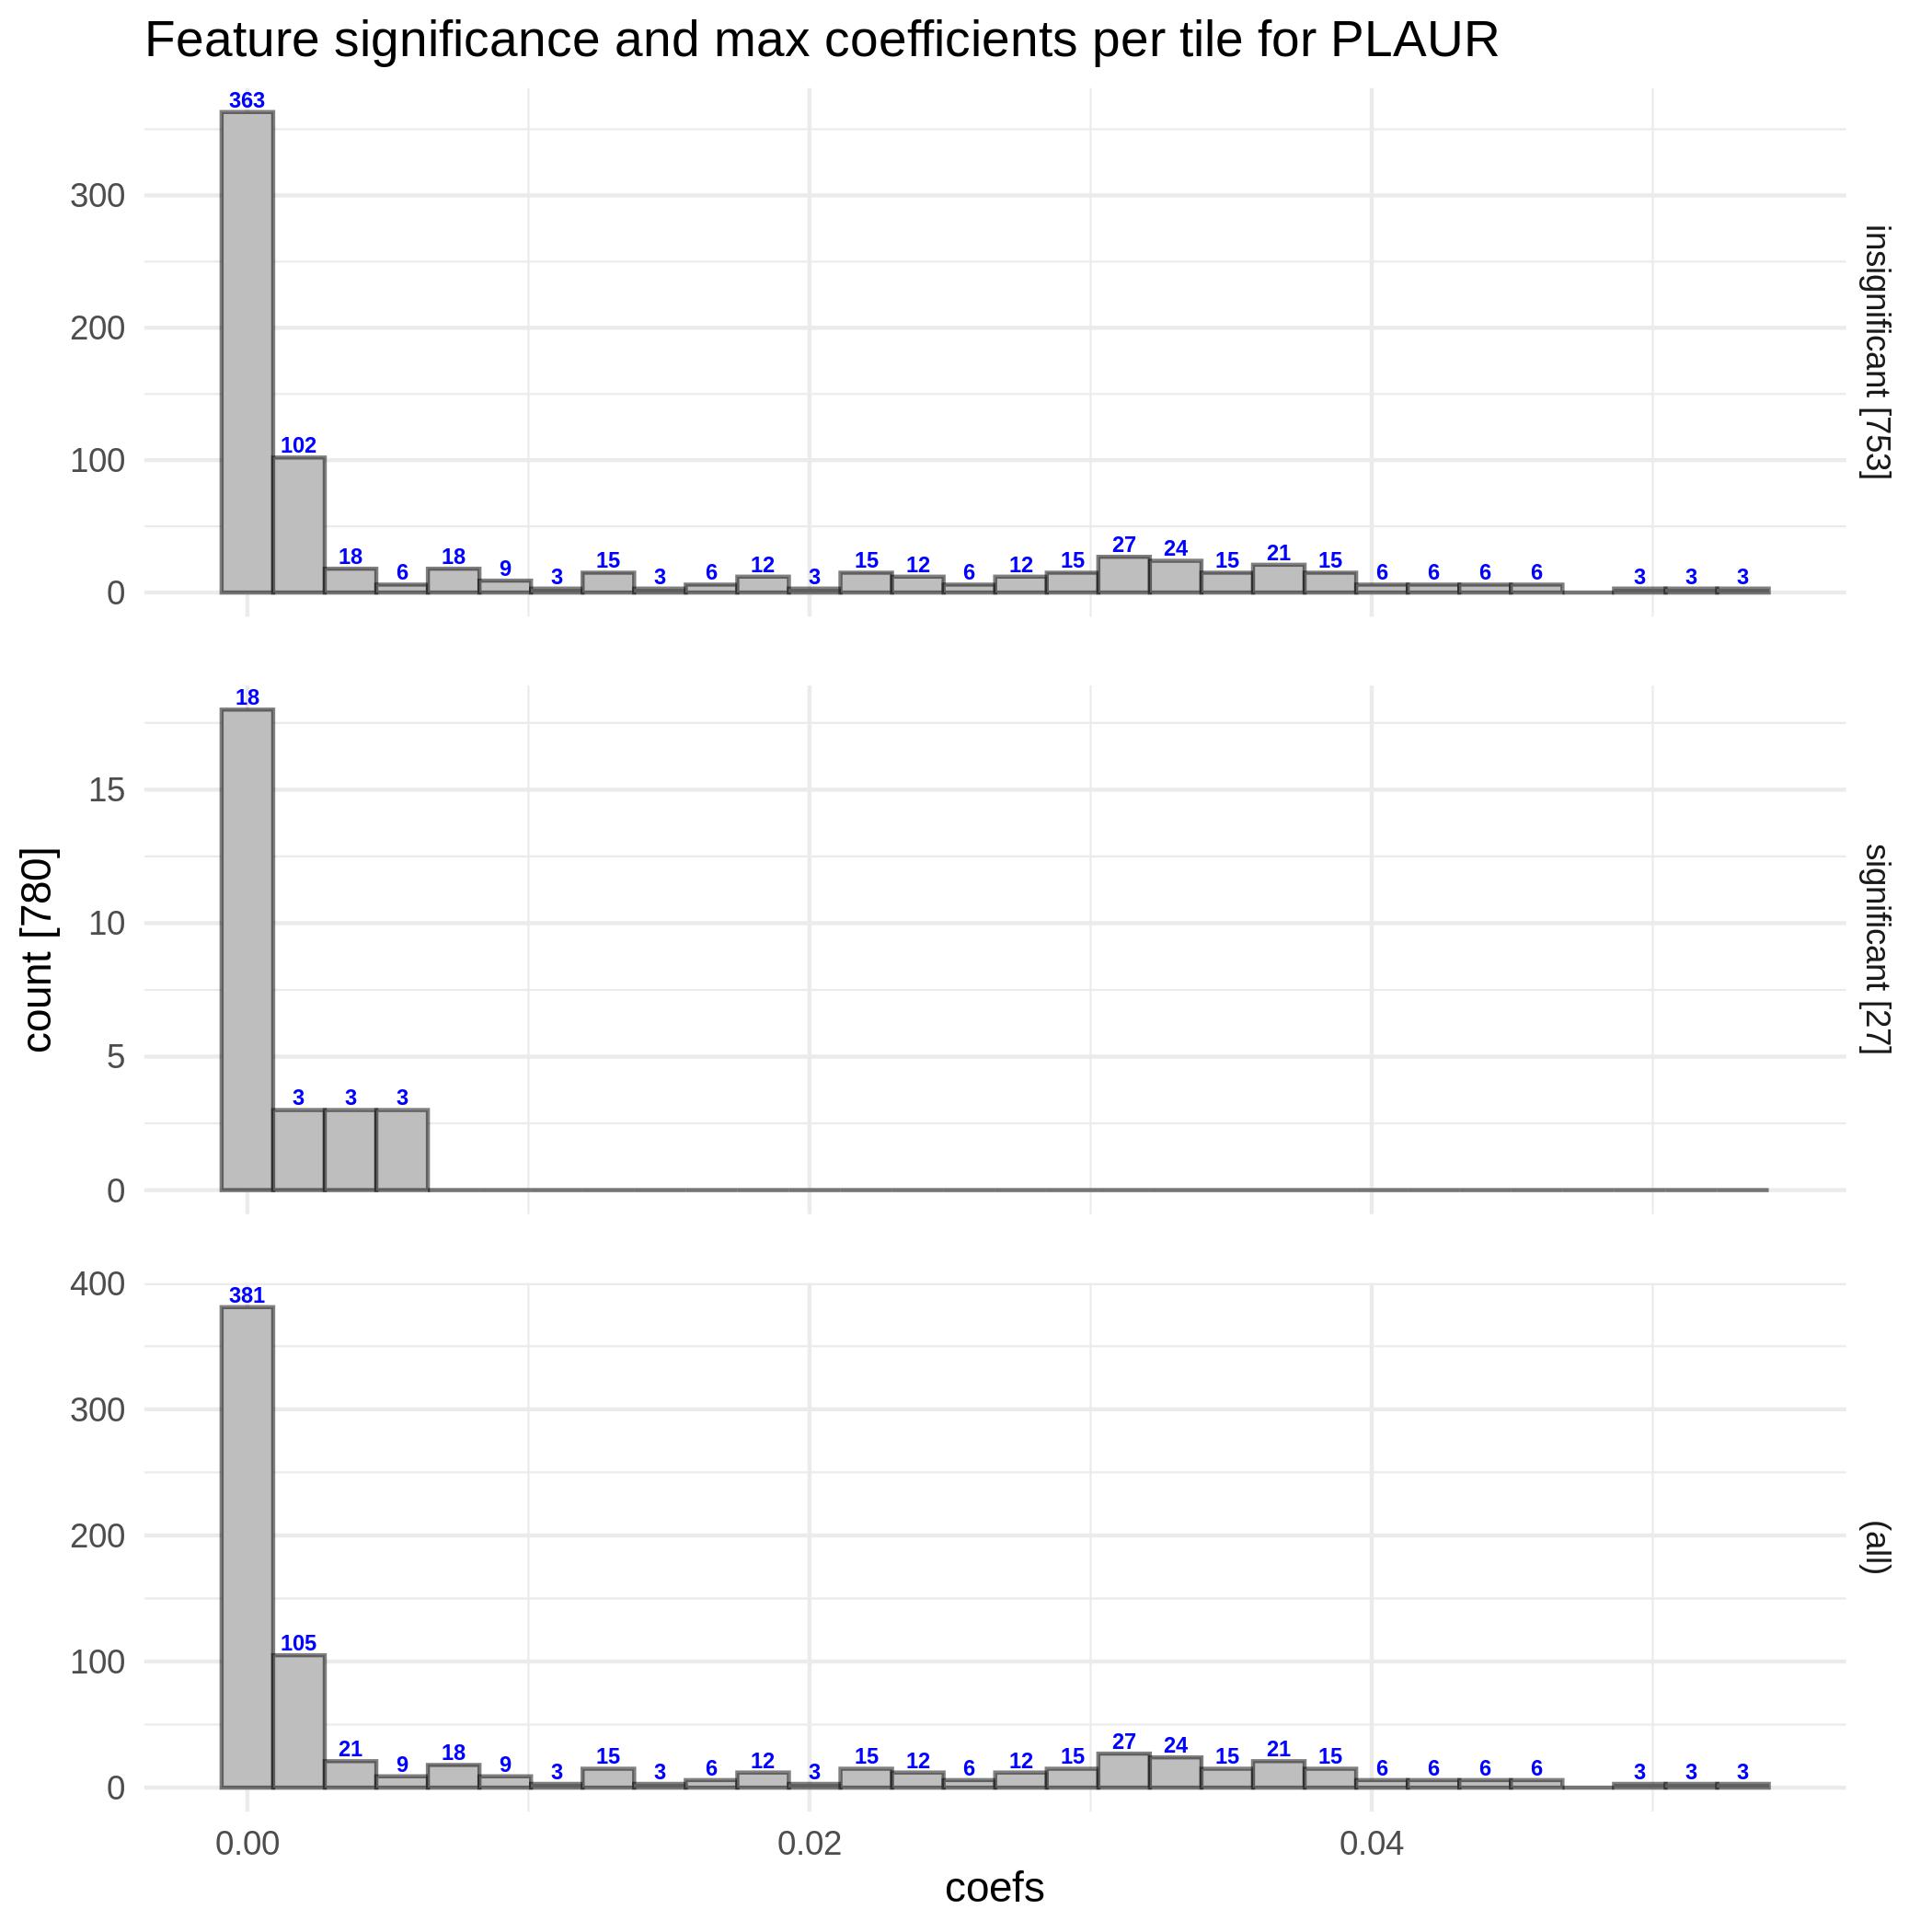 Feature significance and max coefficients per tile for PLAUR
363
300
102
200
100
18 6 18 9 3 15 3 6 12 3 15 12 6 12 15 27 24 15 21 15 6 6 6 6 3 3 3
0
insignificant [753]
18
15
10
5
3 3 3
0
significant [27]
count [780]
400
381
300
200
105
100
21 9 18 9 3 15 3 6 12 3 15 12 6 12 15 27 24 15 21 15 6 6 6 6 3 3 3
0
(all)
0.00 0.02 0.04
coefs